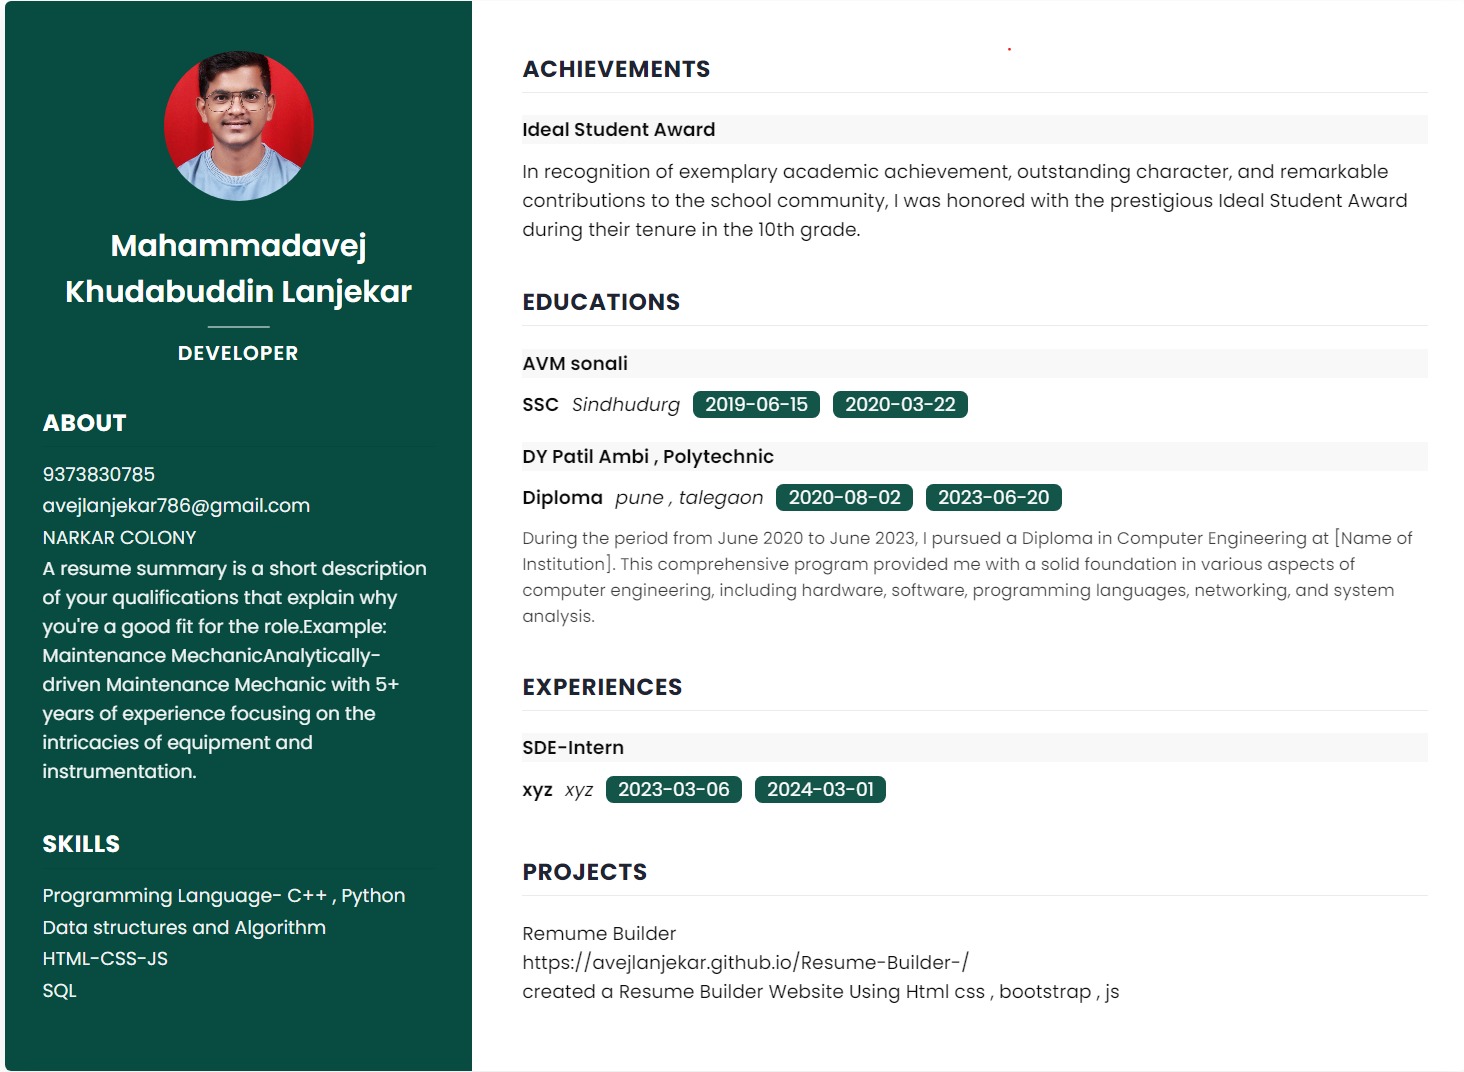 Mahammadavej
Khudabuddin Lanjekar
DEVELOPER
ABOUT
9373830785
avejlanjekar786@gmail.com
NARKAR COLONY
A resume summary is a short description
of your qualifications that explain why
you're a good fit for the role.Example:
Maintenance MechanicAnalytically-
driven Maintenance Mechanic with 5+
years of experience focusing on the
intricacies of equipment and
instrumentation.
SKILLS
Programming Language- C++ , Python
Data structures and Algorithm
HTML-CSS-JS
SQL
ACHIEVEMENTS
Ideal Student Award
In recognition of exemplary academic achievement, outstanding character, and remarkable
contributions to the school community, I was honored with the prestigious Ideal Student Award
during their tenure in the 10th grade.
EDUCATIONS
AVM sonali
SSC Sindhudurg 2019-06-15 2020-03-22
DY Patil Ambi , Polytechnic
Diploma pune , talegaon 2020-08-02 2023-06-20
During the period from June 2020 to June 2023, I pursued a Diploma in Computer Engineering at [Name of
Institution]. This comprehensive program provided me with a solid foundation in various aspects of
computer engineering, including hardware, software, programming languages, networking, and system
analysis.
EXPERIENCES
SDE-Intern
xyz xyz 2023-03-06 2024-03-01
PROJECTS
Remume Builder
https://avejlanjekar.github.io/Resume-Builder-/
created a Resume Builder Website Using Html css , bootstrap , js